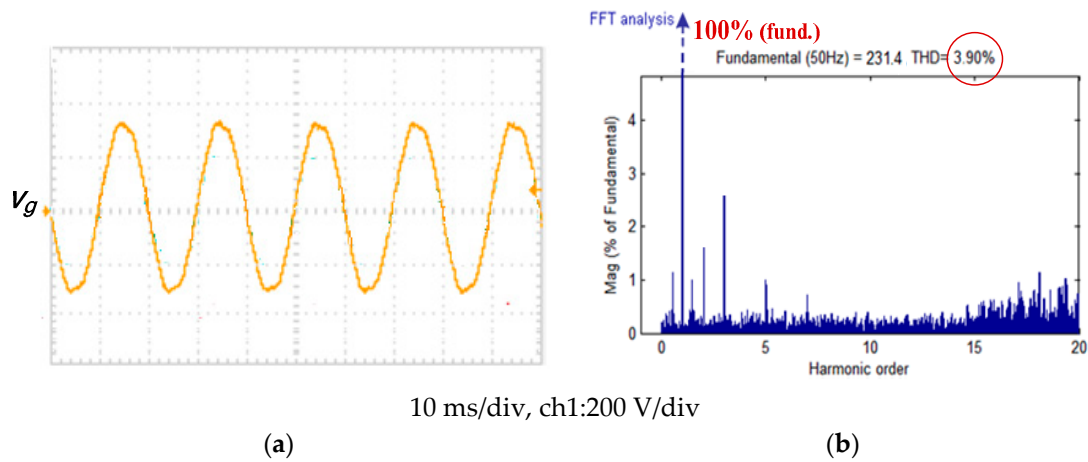 FFT analysis
100% (fund.)
Fundamental (50Hz) = 231.4 THD= 3.90%
Vg
Mag (% of Fundamental)
4
3
2
1
0
0 5 10 15 20
Harmonic order
10 ms/div, ch1:200 V/div
(a) (b)